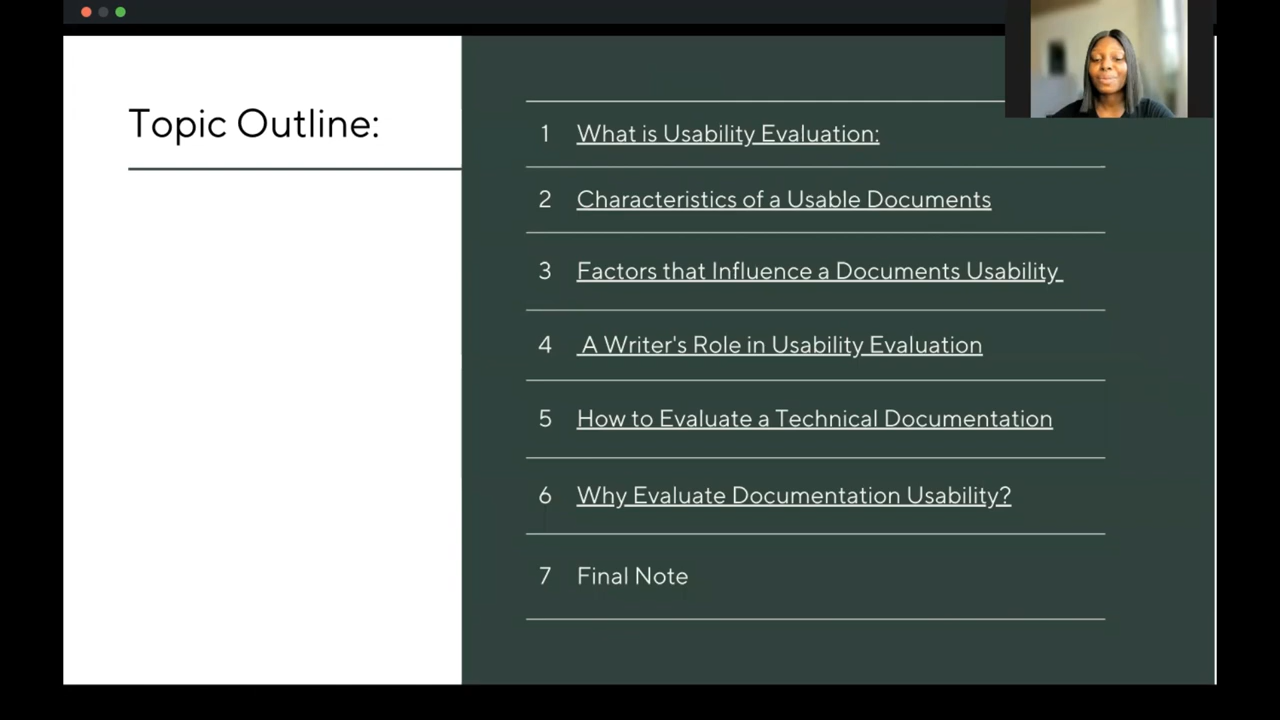 Topic Outline:
1 What is Usability Evaluation:
2 Characteristics of a Usable Documents
3 Factors that Influence a Documents Usability
4 A Writer's Role in Usability Evaluation
5 How to Evaluate a Technical Documentation
6 Why Evaluate Documentation Usability?
7 Final Note